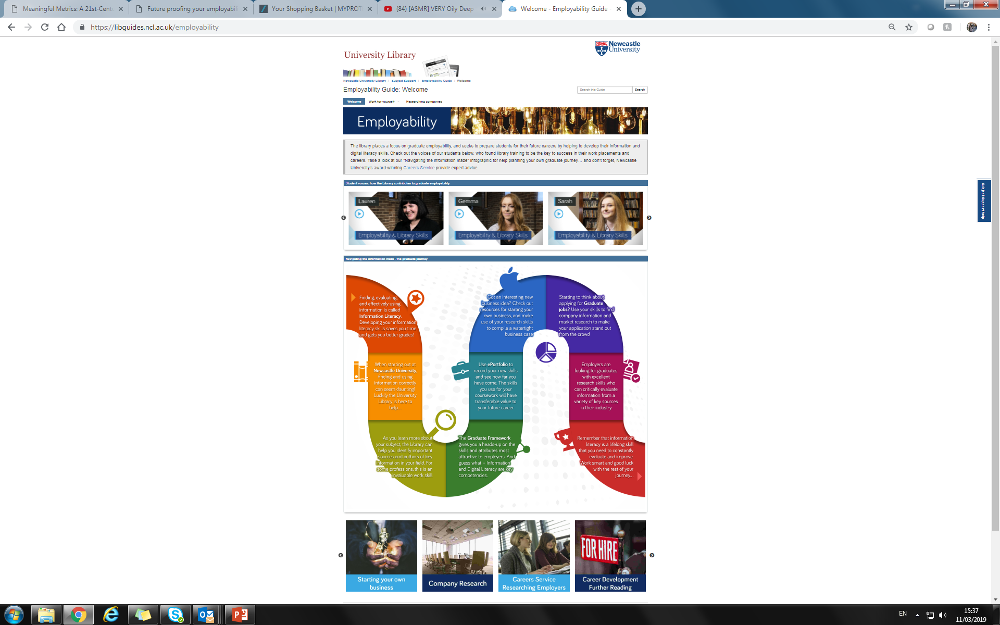 Meaningful Metrics: A 21st-Centu
Future proofing your employabili
Your Shopping Basket | MYPROT
(84) [ASMR] VERY Oily Deep
Welcome - Employability Guide -
https://libguides.ncl.ac.uk/employability
Newcastle
University
University Library
Newcastle University Library / Subject Support / Employability Guide / Welcome
Employability Guide: Welcome
Search this Guide
Search
Welcome
Work for yourself
Researching companies
Employability
The library places a focus on graduate employability, and seeks to prepare students for their future careers by helping to develop their information and
digital literacy skills. Check out the voices of our students below, who found library training to be the key to success in their work placements and
careers. Take a look at our "Navigating the information maze" infographic for help planning your own graduate journey... and don't forget, Newcastle
University's award-winning Careers Service provide expert advice.
Subject Support help
Student voices: how the Library contributes to graduate employability
Lauren
Employability & Library Skills
Gemma
Employability & Library Skills
Sarah
Employability & Library Skills
Navigating the information maze - the graduate journey
Finding, evaluating,
and effectively using
information is called
Information Literacy.
Developing your information
literacy skills saves you time
and gets you better grades!
When starting out at
Newcastle University,
finding and using
information correctly
can seem daunting!
Luckily the University
Library is here to
help...
As you learn more about
your subject, the Library can
help you identify important
sources and authors of key
information in your field. For
some professions, this is an
invaluable work skill
The Graduate Framework
gives you a heads-up on the
skills and attributes most
attractive to employers. And
guess what – Information
and Digital Literacy are key
competencies.
Use ePortfolio to
record your new skills
and see how far you
have come. The skills
you use for your
coursework will have
transferable value to
your future career
Got an interesting new
business idea? Check out
resources for starting your
own business, and make
use of your research skills
to compile a watertight
business case
Starting to think about
applying for Graduate
jobs? Use your skills to find
company information and
market research to make
your application stand out
from the crowd
Employers are
looking for graduates
with excellent
research skills who
can critically evaluate
information from a
variety of key sources
in their industry
Remember that information
literacy is a lifelong skill
that you need to constantly
evaluate and improve.
Work smart and good luck
with the rest of your
journey...
Starting your own
business
Company Research
Careers Service
Researching Employers
FOR HIRE
Career Development
Further Reading
EN
15:37
11/03/2019